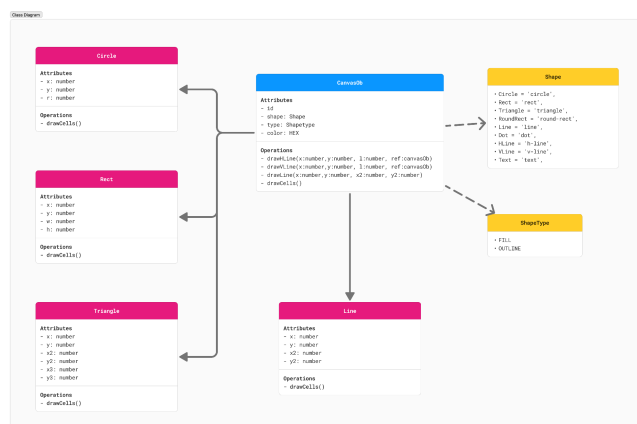 Class Diagram
Circle
Attributes
- x: number
- y: number
- r: number
Operations
- drawCells()
Rect
Attributes
- x: number
- y: number
- w: number
- h: number
Operations
- drawCells()
Triangle
Attributes
- x: number
- y: number
- x2: number
- y2: number
- x3: number
- y3: number
Operations
- drawCells()
CanvasOb
Attributes
- id
- shape: Shape
- type: Shapetype
- color: HEX
Operations
- drawHLine(x:number,y:number, l:number, ref:canvasOb)
- drawVLine(x:number,y:number, l:number, ref:canvasOb)
- drawLine(x:number,y:number, x2:number, y2:number)
- drawCells()
Line
Attributes
- x: number
- y: number
- x2: number
- y2: number
Operations
- drawCells()
Shape
• Circle = 'circle',
• Rect = 'rect',
• Triangle = 'triangle',
• RoundRect = 'round-rect',
• Line = 'line',
• Dot = 'dot',
• HLine = 'h-line',
• VLine = 'v-line',
• Text = 'text',
ShapeType
• FILL
• OUTLINE